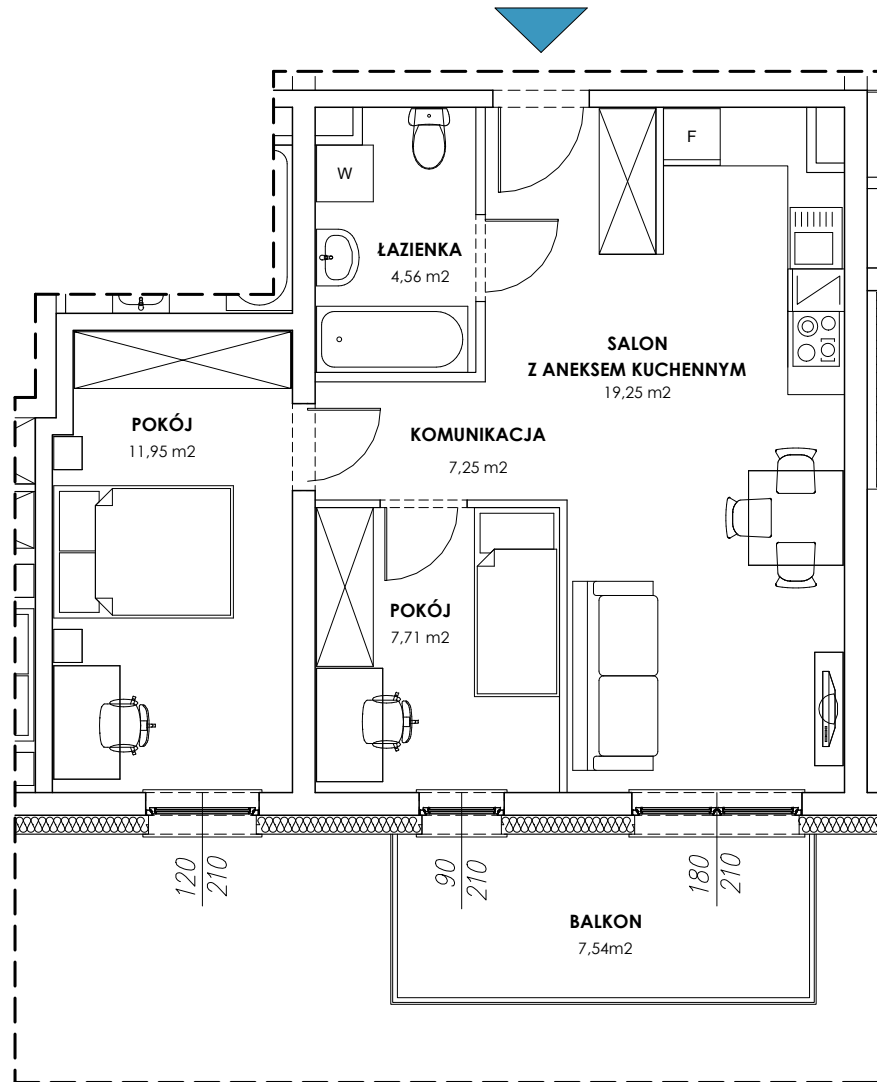 F
W
ŁAZIENKA
4,56 m2
SALON
Z ANEKSEM KUCHENNYM
19,25 m2
POKÓJ
11,95 m2
KOMUNIKACJA
7,25 m2
POKÓJ
7,71 m2
120
210
90
210
180
210
BALKON
7,54m2